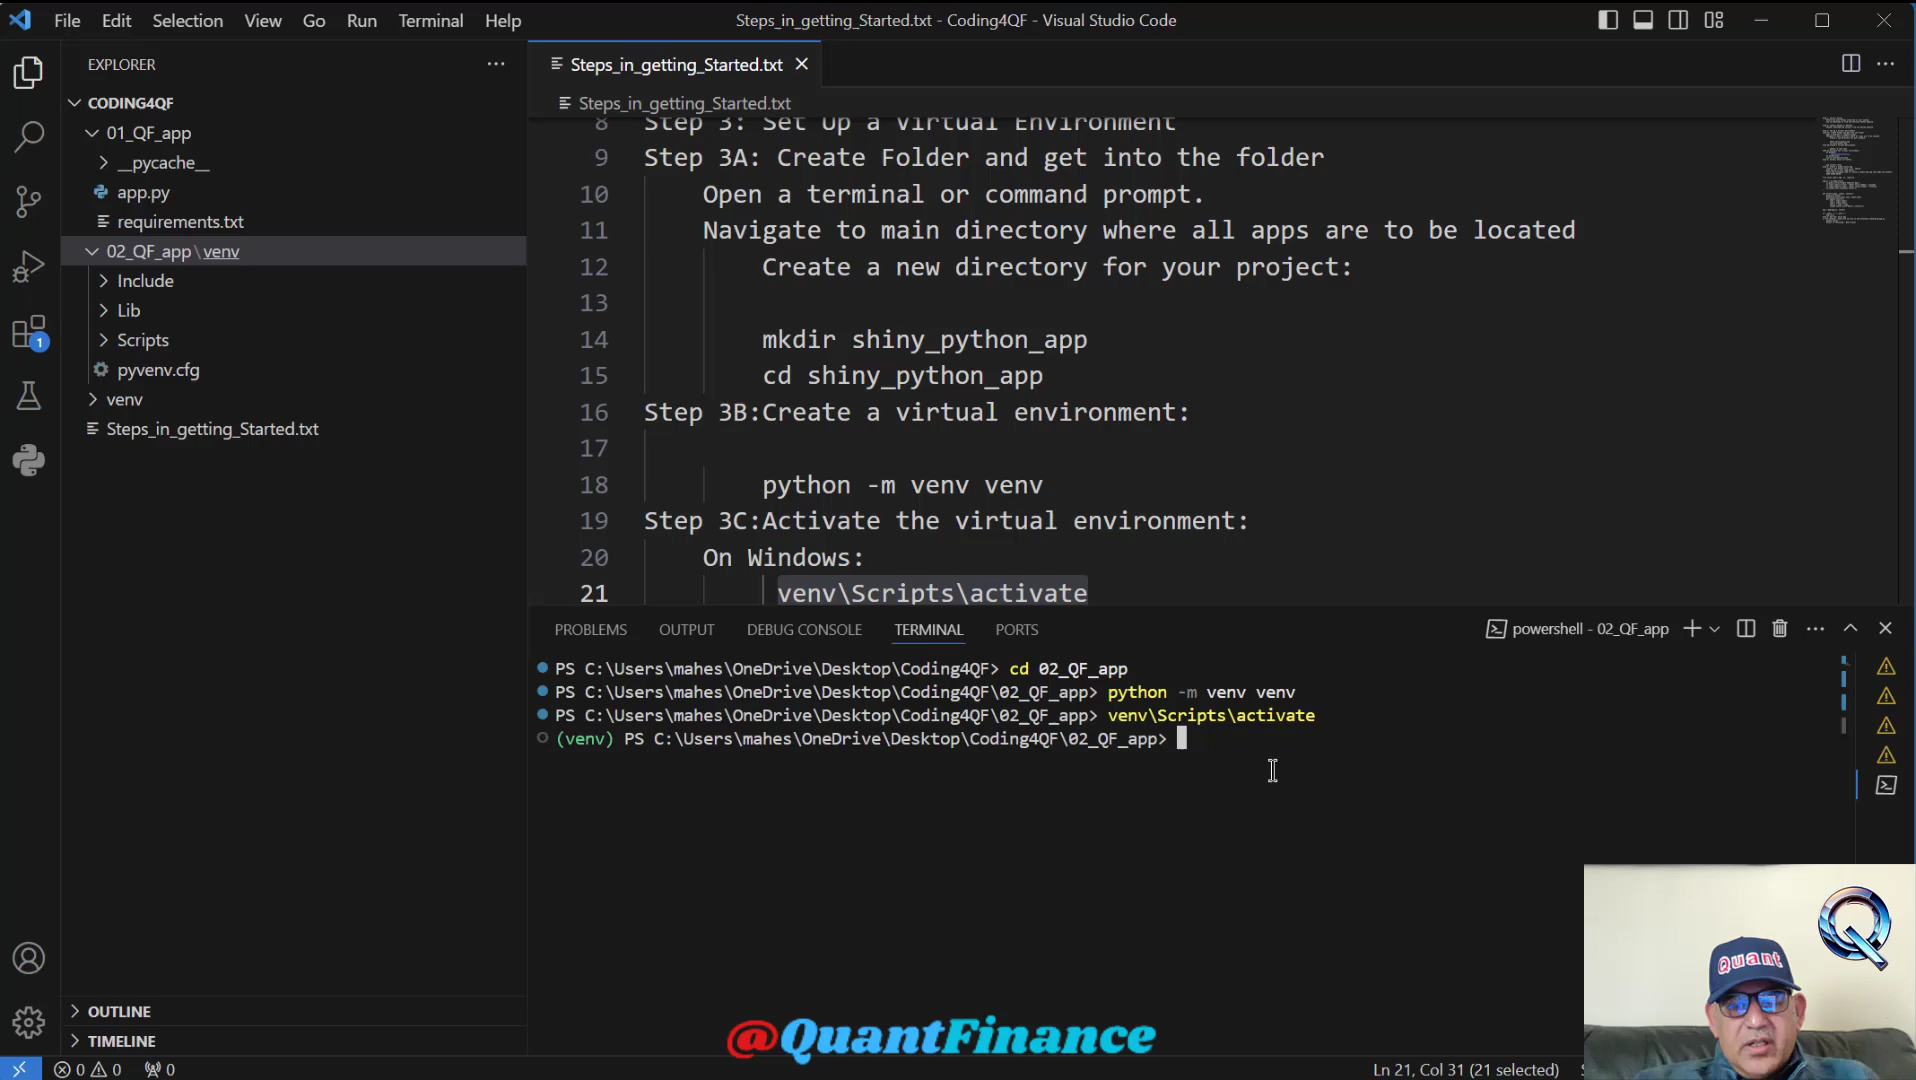 File Edit Selection View Go Run Terminal Help
Steps_in_getting_Started.txt - Coding4QF - Visual Studio Code
EXPLORER
CODING4QF
01_QF_app
__pycache__
app.py
requirements.txt
02_QF_app\venv
Include
Lib
Scripts
pyvenv.cfg
venv
Steps_in_getting_Started.txt
OUTLINE
TIMELINE
1
Steps_in_getting_Started.txt
Steps_in_getting_Started.txt
8 Step 3: Set Up a Virtual Environment
9 Step 3A: Create Folder and get into the folder
10 Open a terminal or command prompt.
11 Navigate to main directory where all apps are to be located
12 Create a new directory for your project:
13
14 mkdir shiny_python_app
15 cd shiny_python_app
16 Step 3B:Create a virtual environment:
17
18 python -m venv venv
19 Step 3C:Activate the virtual environment:
20 On Windows:
21 venv\Scripts\activate
PROBLEMS OUTPUT DEBUG CONSOLE TERMINAL PORTS
powershell - 02_QF_app
PS C:\Users\mahes\OneDrive\Desktop\Coding4QF> cd 02_QF_app
PS C:\Users\mahes\OneDrive\Desktop\Coding4QF\02_QF_app> python -m venv venv
PS C:\Users\mahes\OneDrive\Desktop\Coding4QF\02_QF_app> venv\Scripts\activate
(venv) PS C:\Users\mahes\OneDrive\Desktop\Coding4QF\02_QF_app>
Q
Quant
@QuantFinance
0 0 0
Ln 21, Col 31 (21 selected)